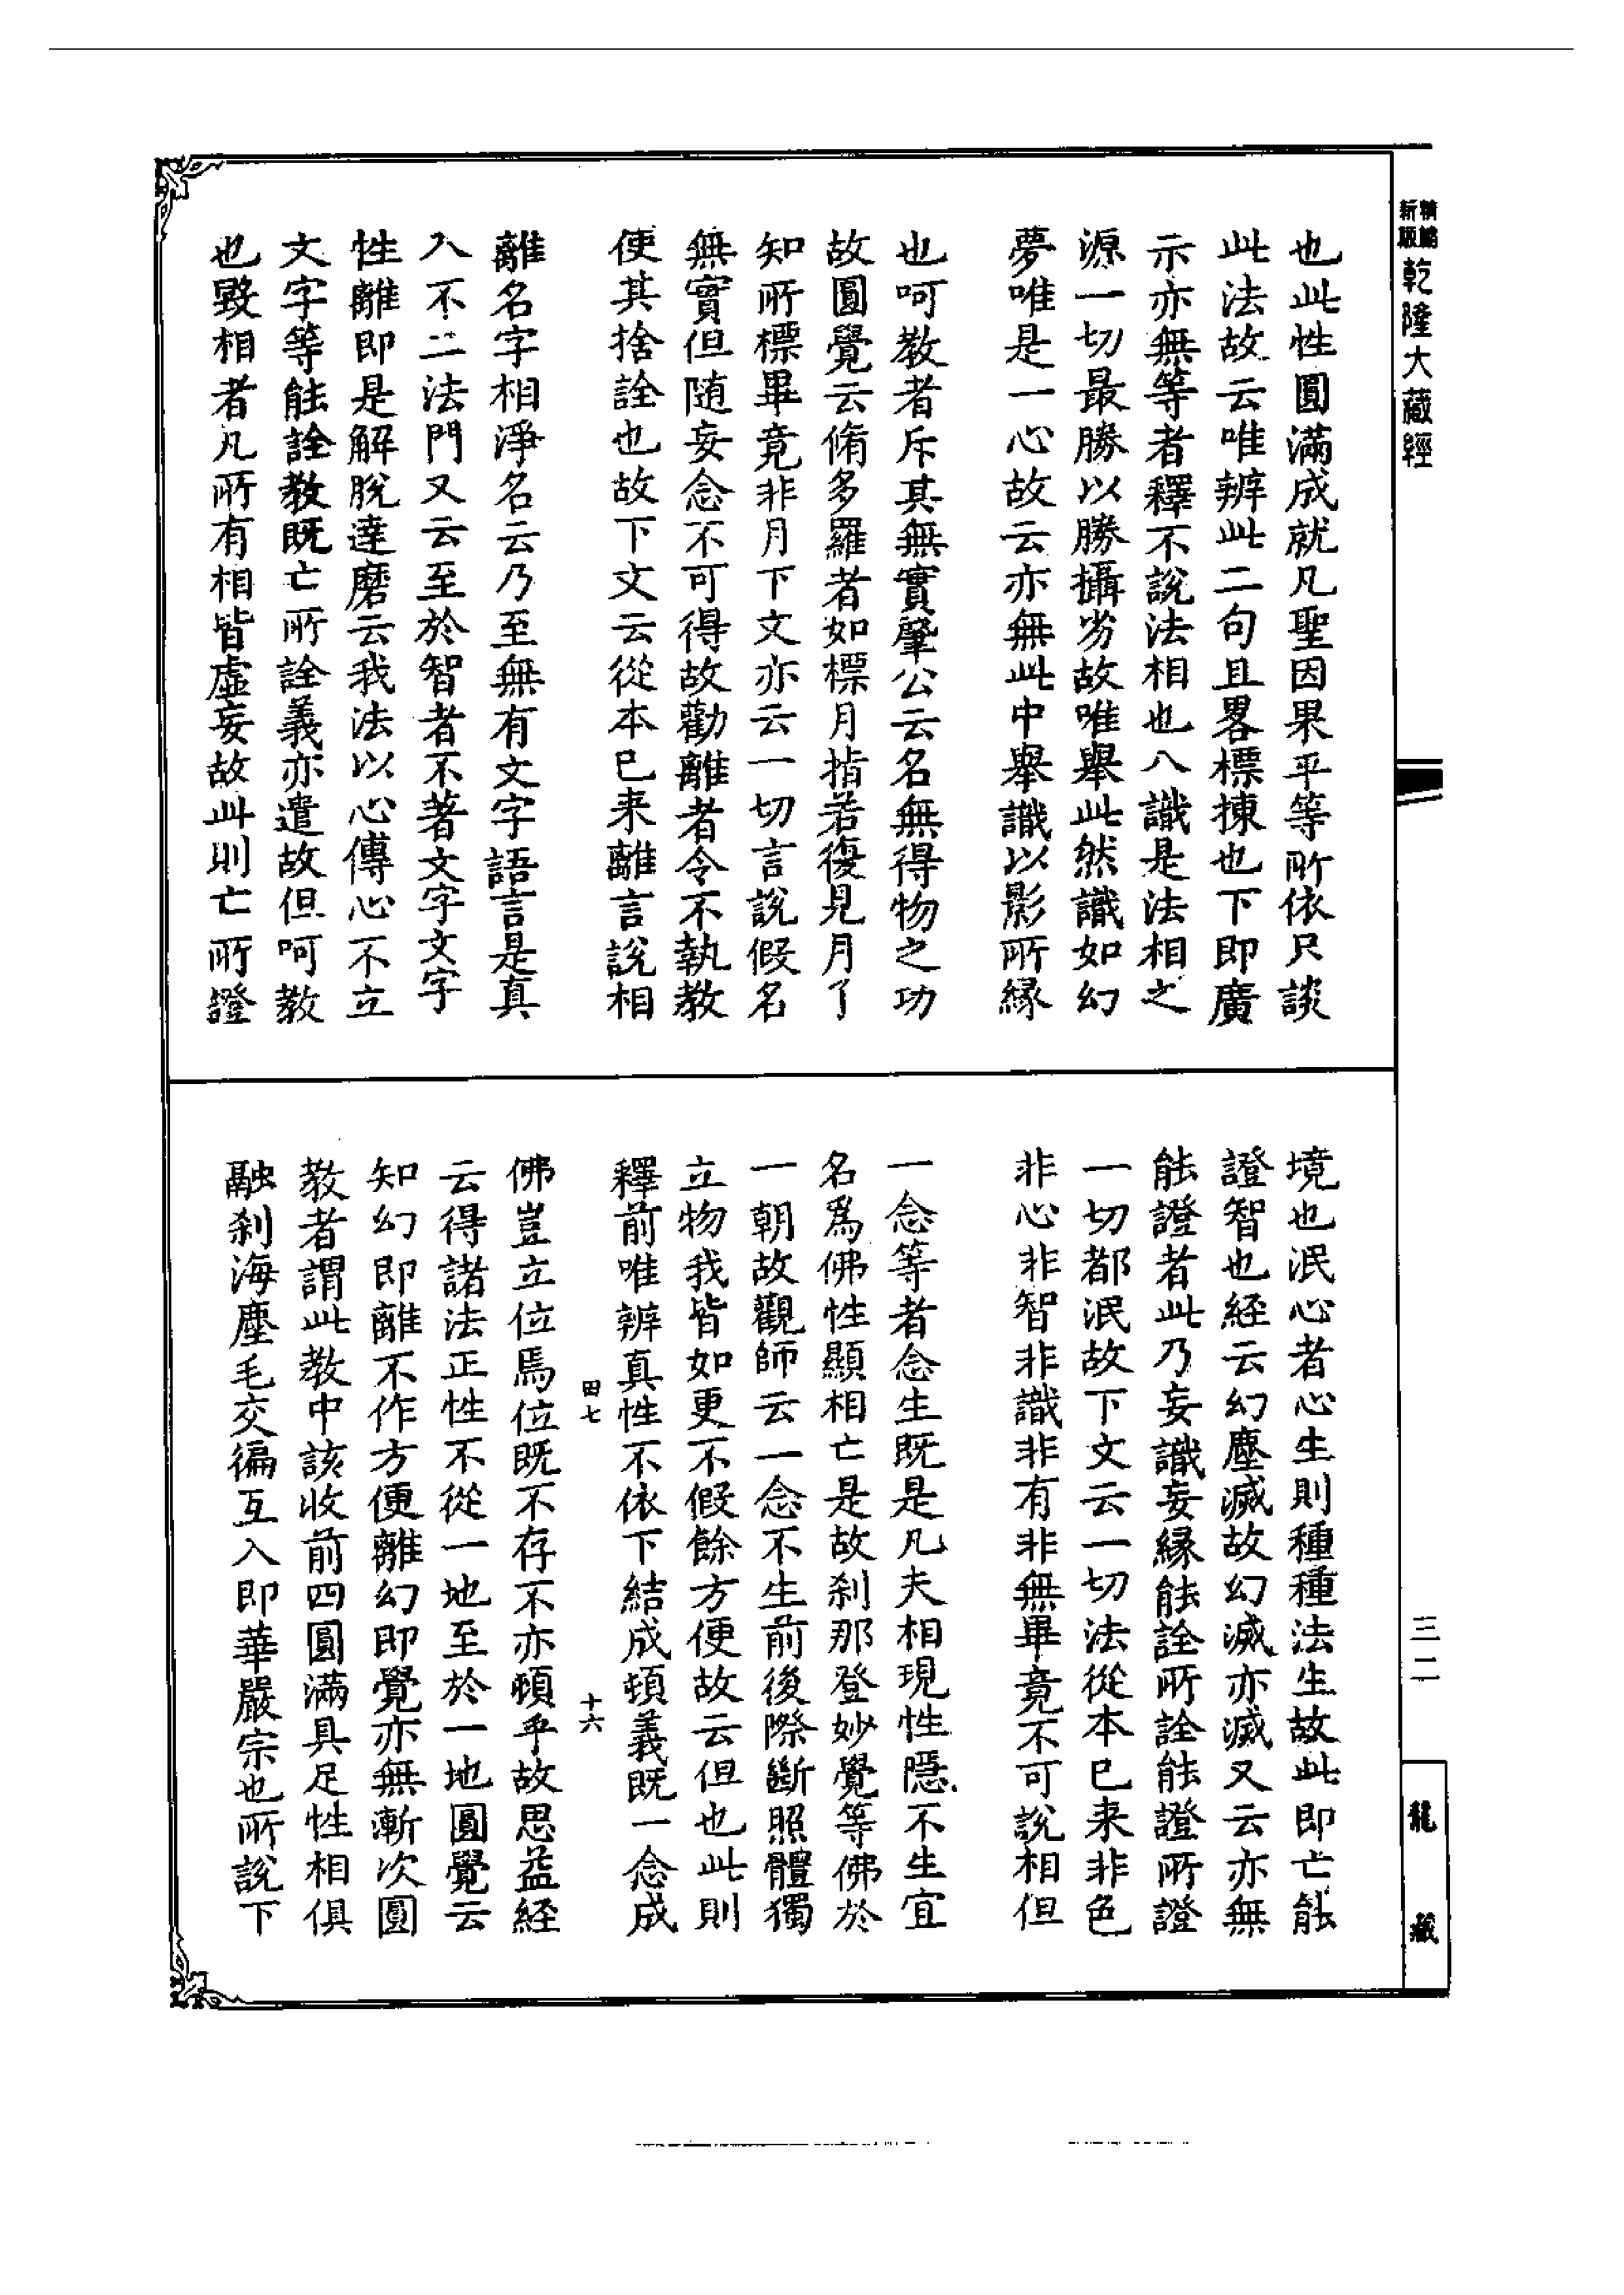 新編
新版
乾隆大藏經
也此性圓滿成就凡聖因果平等所依只談
此法故云唯辨此二句且畧標揀也下即廣
示亦無等者釋不說法相也八識是法相之
源一切最勝以勝攝劣故唯舉此然識如幻
夢唯是一心故云亦無此中舉識以影所縁
也呵教者斥其無實肇公云名無得物之功
故圓覺云脩多羅者如標月指若復見月了
知所標畢竟非月下文亦云一切言說假名
無實但随妄念不可得故勸離者令不執教
使其捨詮也故下文云從本已来離言說相
離名字相淨名云乃至無有文字語言是真
入不二法門又云至於智者不著文字文字
性離即是解脫達磨云我法以心傳心不立
文字等能詮教既亡所詮義亦遣故但呵教
也毀相者凡所有相皆虛妄故此則亡所證
境也泯心者心生則種種法生故此即亡能
證智也経云幻塵滅故幻滅亦滅又云亦無
能證者此乃妄識妄縁能詮所詮能證所證
一切都泯故下文云一切法從本已来非色
非心非智非識非有非無畢竟不可說相但
一念等者念生既是凡夫相現性隱不生宜
名爲佛性顯相亡是故刹那登妙覺等佛於
一朝故觀師云一念不生前後際斷照體獨
立物我皆如更不假餘方便故云但也此則
釋前唯辨真性不依下結成頓義既一念成
田七
十六
佛豈立位焉位既不存不亦頓乎故思益経
云得諸法正性不從一地至於一地圓覺云
知幻即離不作方便離幻即覺亦無漸次圓
教者謂此教中該收前四圓滿具足性相俱
融刹海塵毛交徧互入即華嚴宗也所說下
三二
龍
藏